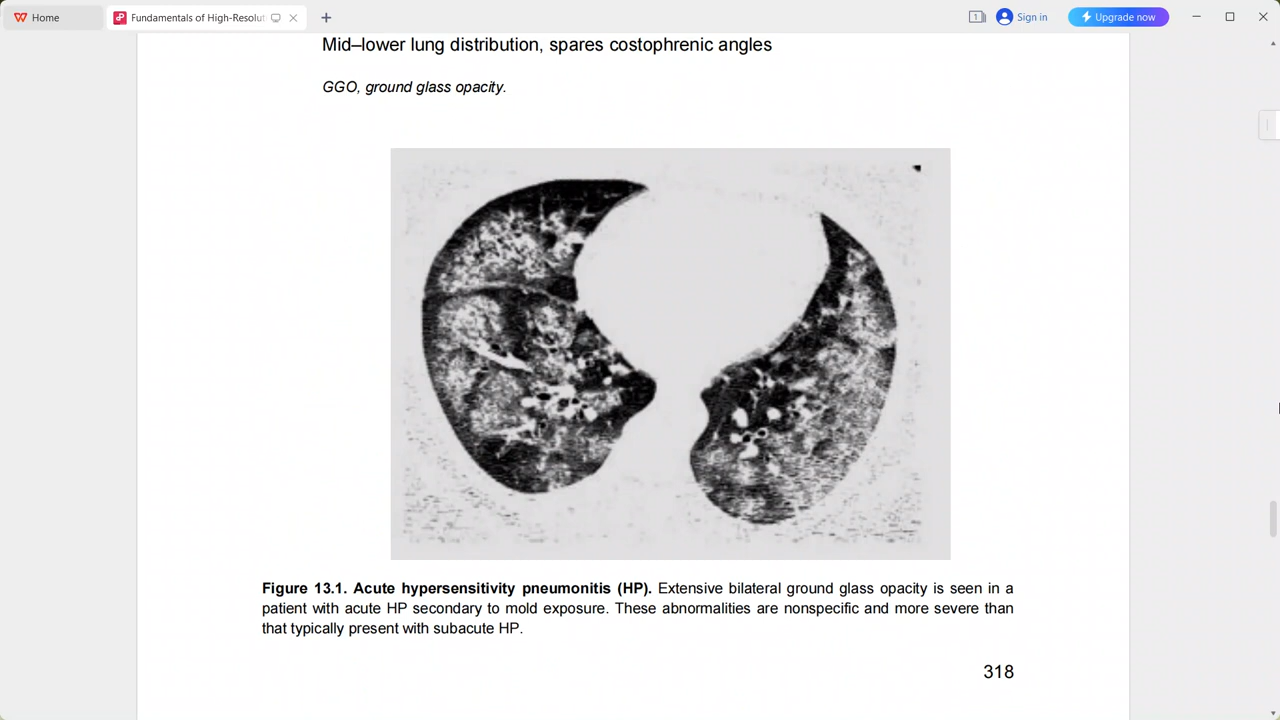 Home
Fundamentals of High-Resolut
1
Sign in
Upgrade now
Mid–lower lung distribution, spares costophrenic angles
GGO, ground glass opacity.
Figure 13.1. Acute hypersensitivity pneumonitis (HP). Extensive bilateral ground glass opacity is seen in a
patient with acute HP secondary to mold exposure. These abnormalities are nonspecific and more severe than
that typically present with subacute HP.
318